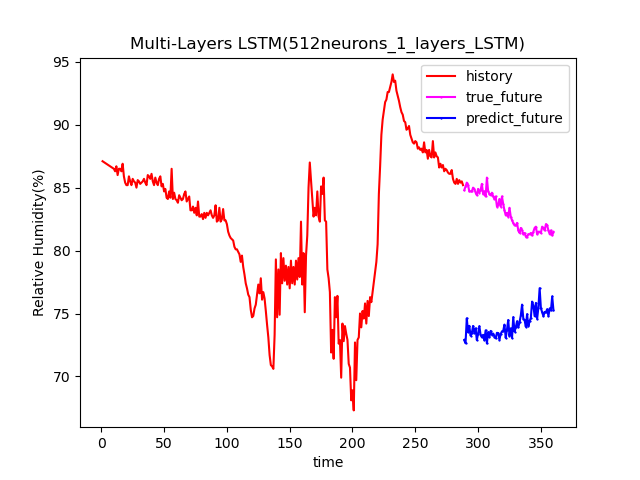 Multi-Layers LSTM(512neurons_1_layers_LSTM)
history
true_future
predict_future
95
90
85
80
75
70
Relative Humidity(%)
0
50
100
150
200
250
300
350
time